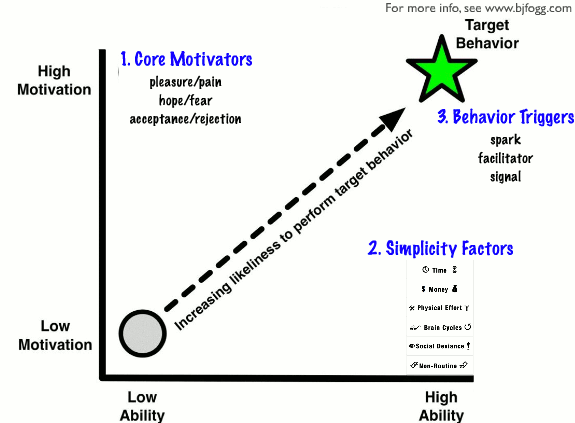 For more info, see www.bjfogg.com
Target
Behavior
1. Core Motivators
pleasure/pain
hope/fear
acceptance/rejection
High
Motivation
3. Behavior Triggers
spark
facilitator
signal
Increasing likeliness to perform target behavior
2. Simplicity Factors
Time
$ Money
Physical Effort
Brain Cycles
Social Deviance
Non-Routine
Low
Motivation
Low
Ability
High
Ability